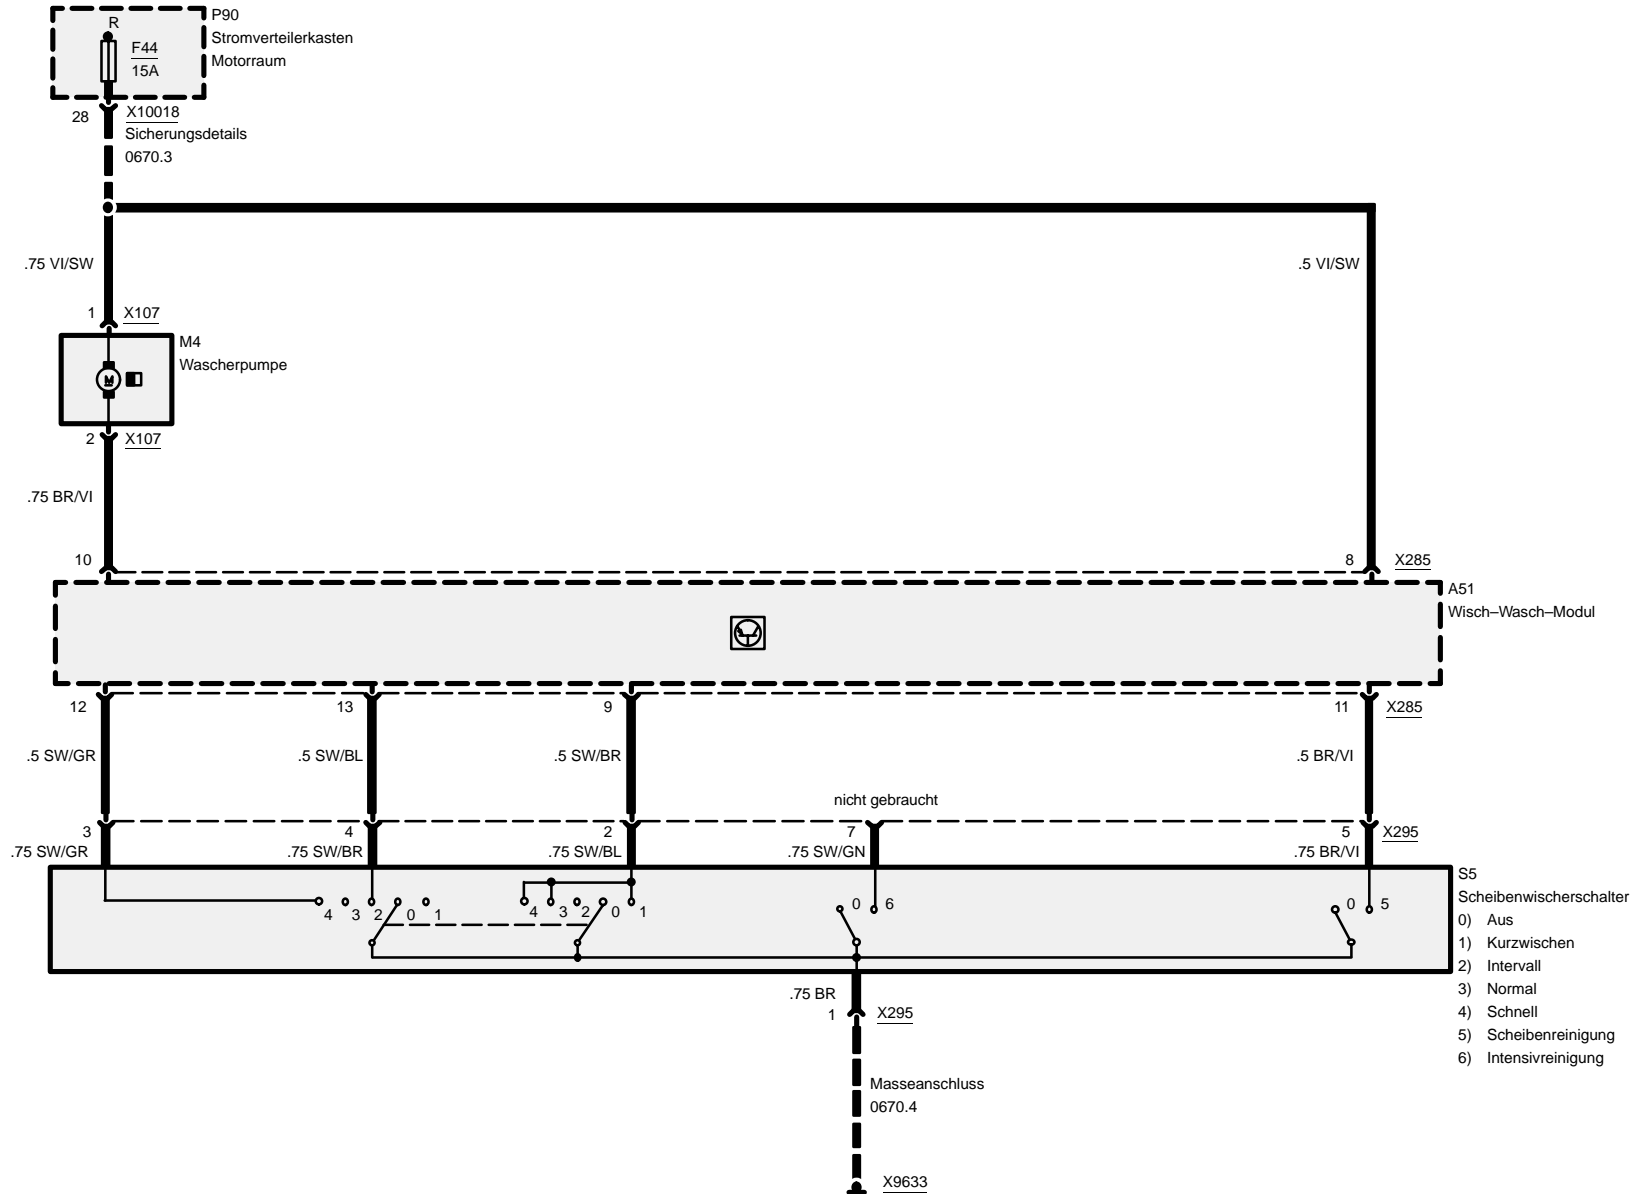 R
F44
15A
P90
Stromverteilerkasten
Motorraum
28
X10018
Sicherungsdetails
0670.3
.75 VI/SW
.5 VI/SW
1
X107
M
M4
Wascherpumpe
2
X107
.75 BR/VI
10
8
X285
A51
Wisch–Wasch–Modul
12
13
9
11
X285
.5 SW/GR
.5 SW/BL
.5 SW/BR
.5 BR/VI
nicht gebraucht
3
4
2
7
5
X295
.75 SW/GR
.75 SW/BR
.75 SW/BL
.75 SW/GN
.75 BR/VI
4 3 2 0 1
4 3 2 0 1
0 6
0 5
S5
Scheibenwischerschalter
0) Aus
1) Kurzwischen
2) Intervall
3) Normal
4) Schnell
5) Scheibenreinigung
6) Intensivreinigung
.75 BR
1
X295
Masseanschluss
0670.4
X9633